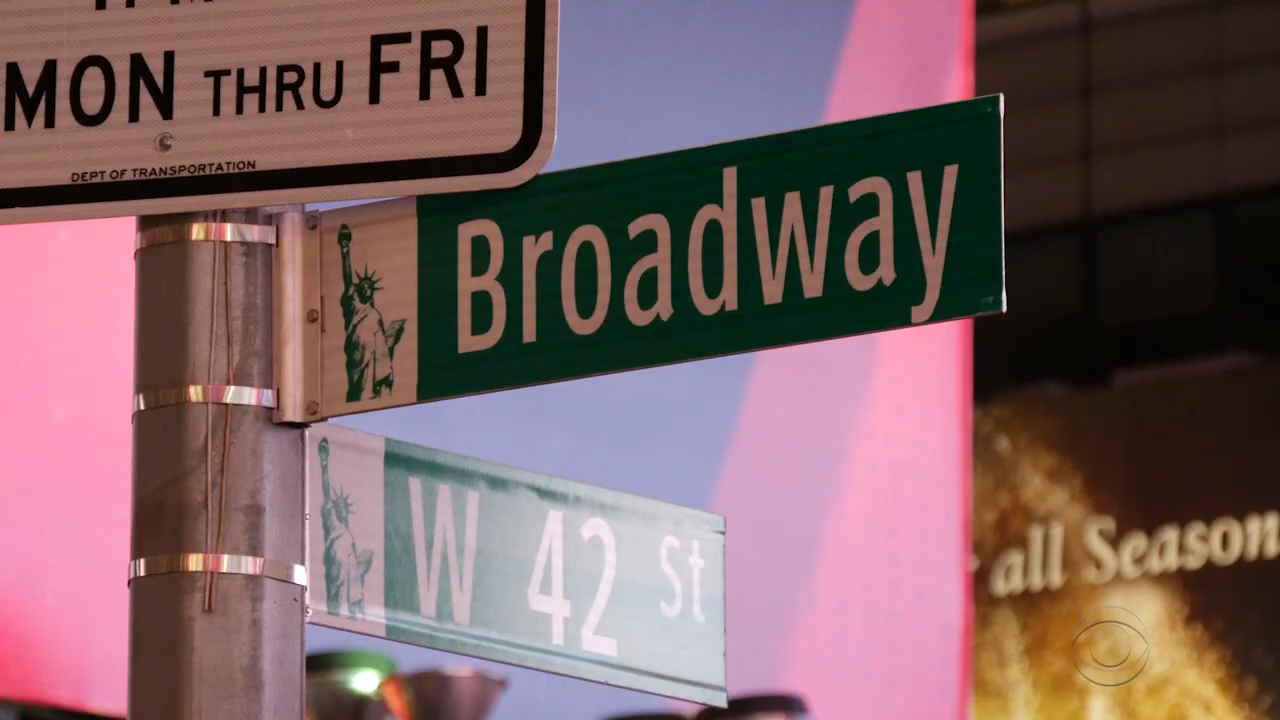 MON THRU FRI
DEPT OF TRANSPORTATION
Broadway
W 42 St
all Season